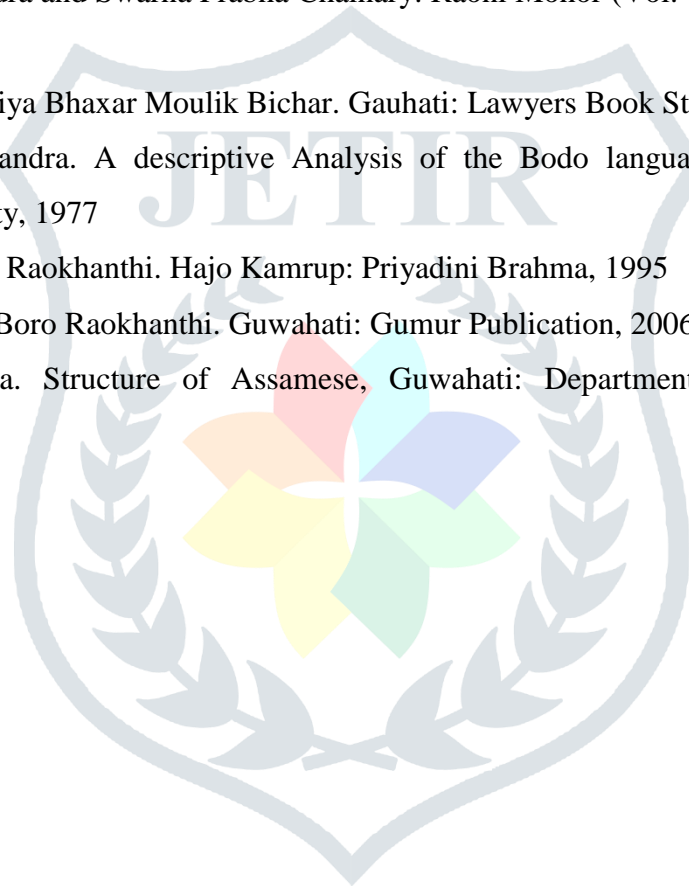 and Swarna Prabha Chainary. Raoni Mohor (Vol.
iya Bhaxar Moulik Bichar. Gauhati: Lawyers Book St
andra. A descriptive Analysis of the Bodo langua
ty, 1977
Raokhanthi. Hajo Kamrup: Priyadini Brahma, 1995
Boro Raokhanthi. Guwahati: Gumur Publication, 2006
a. Structure of Assamese, Guwahati: Department
JETIR